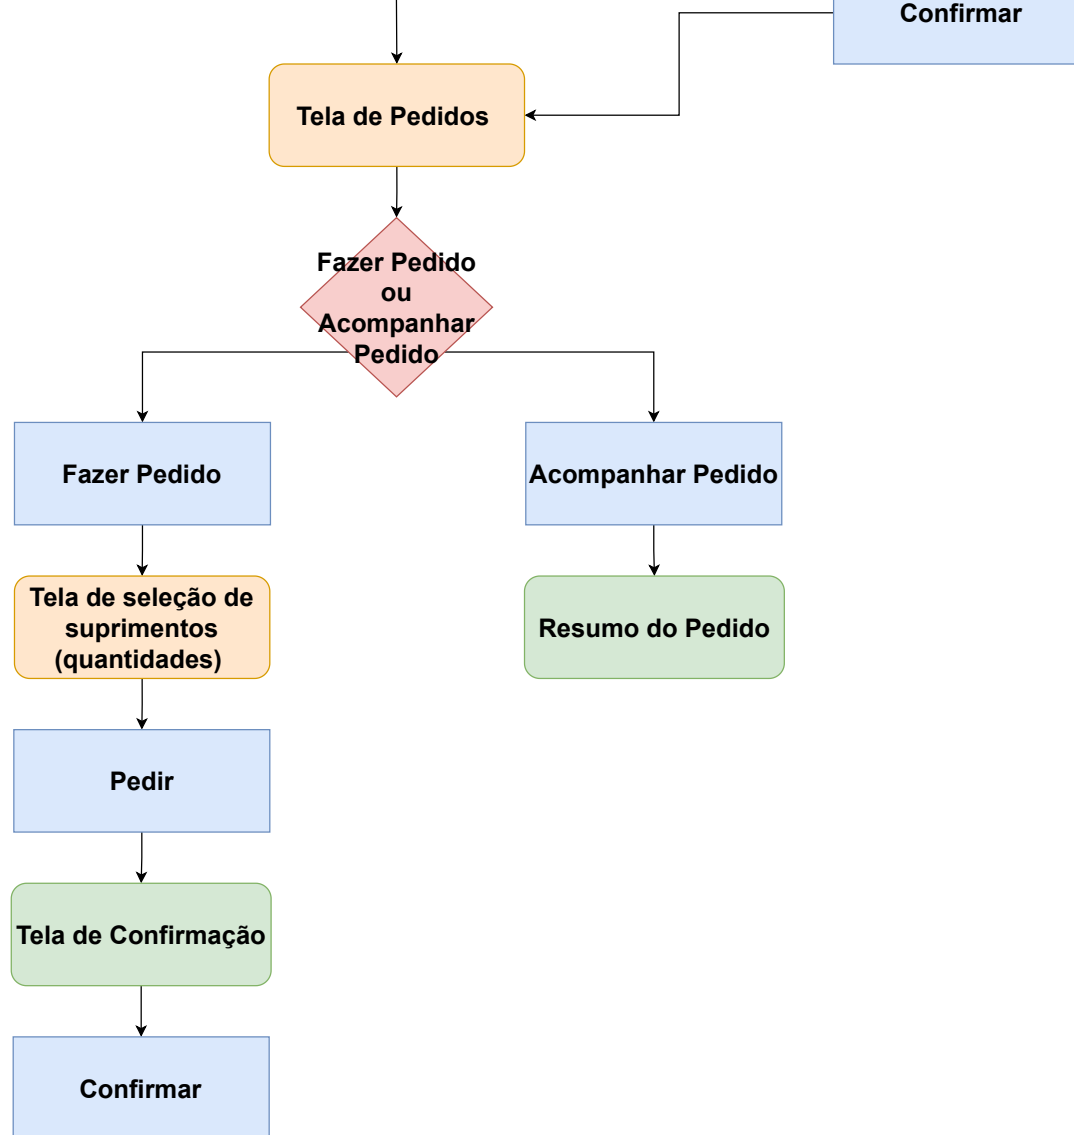 Confirmar
Tela de Pedidos
Fazer Pedido
ou
Acompanhar
Pedido
Fazer Pedido
Acompanhar Pedido
Tela de seleção de
suprimentos
(quantidades)
Resumo do Pedido
Pedir
Tela de Confirmação
Confirmar